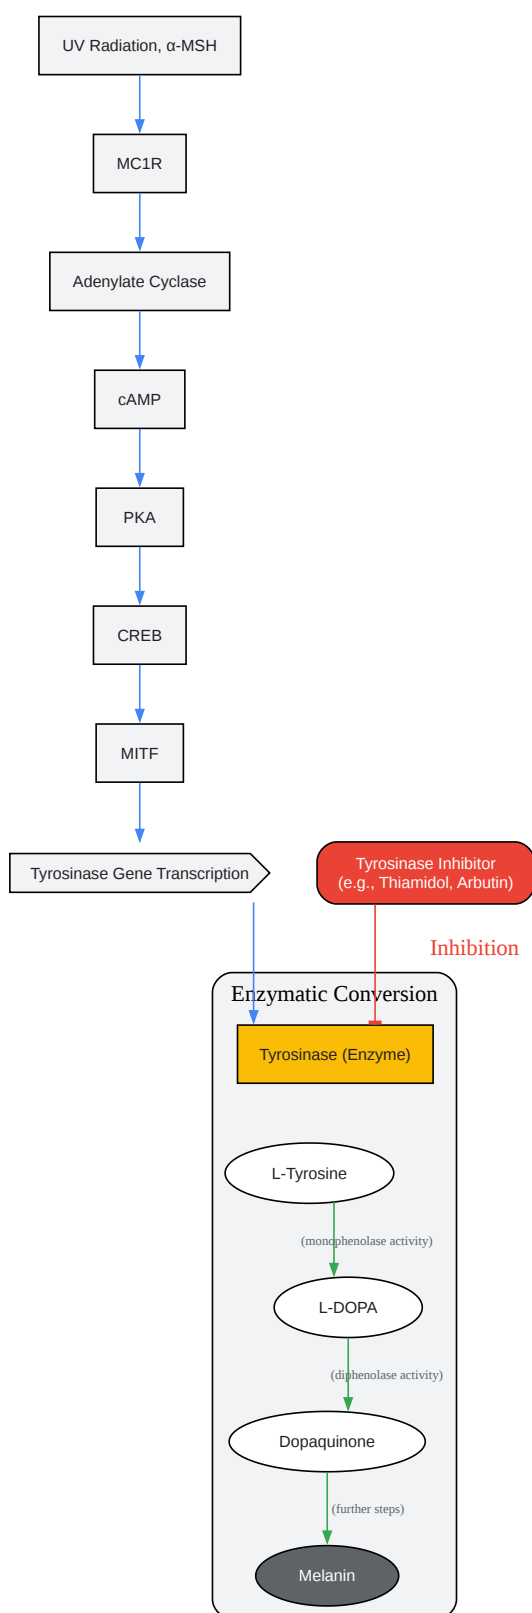 UV Radiation, α-MSH
MC1R
Adenylate Cyclase
cAMP
PKA
CREB
MITF
Tyrosinase Gene Transcription
Tyrosinase Inhibitor
(e.g., Thiamidol, Arbutin)
Inhibition
Enzymatic Conversion
Tyrosinase (Enzyme)
L-Tyrosine
(monophenolase activity)
L-DOPA
(diphenolase activity)
Dopaquinone
(further steps)
Melanin